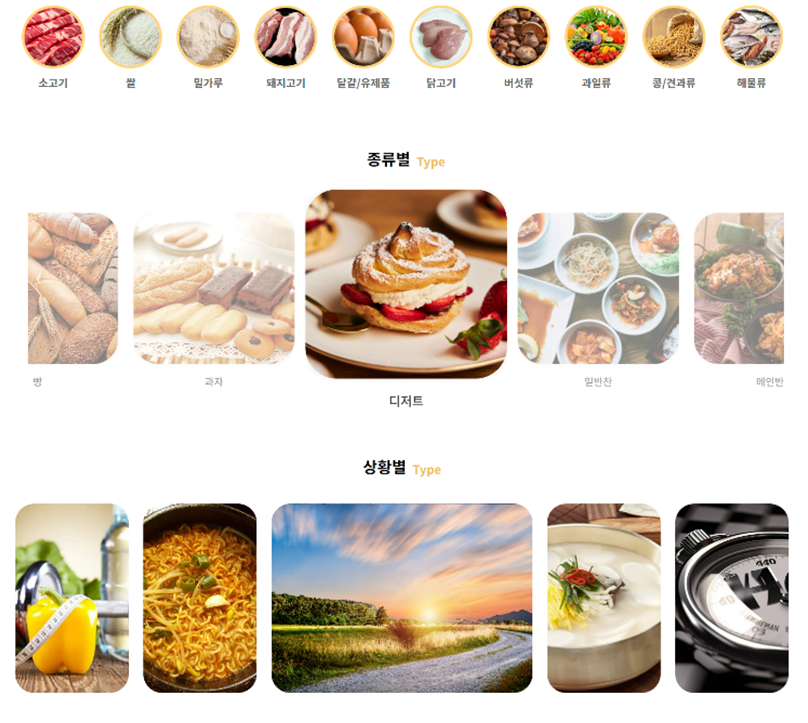 소고기
쌀
밀가루
돼지고기
달걀/유제품
닭고기
버섯류
과일류
콩/견과류
해물류
종류별 Type
빵
과자
디저트
밑반찬
메인반
상황별 Type
440